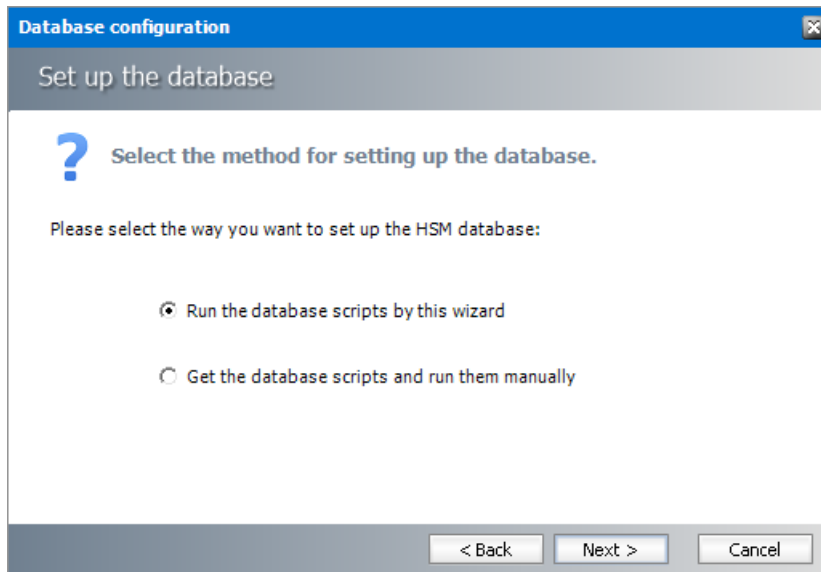 Database configuration
Set up the database
? Select the method for setting up the database.
Please select the way you want to set up the HSM database:
Run the database scripts by this wizard
Get the database scripts and run them manually
< Back Next > Cancel